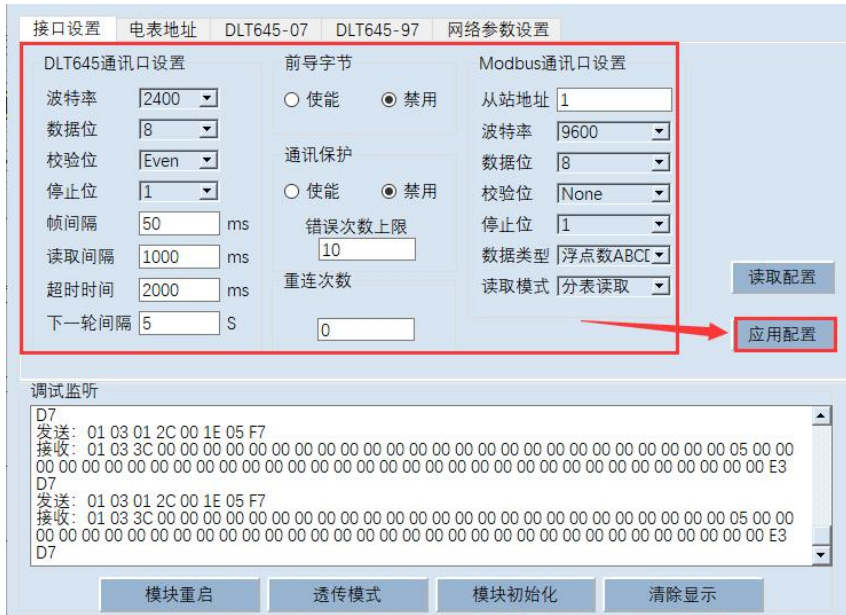 接口设置 电表地址 DLT645-07 DLT645-97 网络参数设置
DLT645通讯口设置
波特率 2400
数据位 8
校验位 Even
停止位 1
帧间隔 50 ms
读取间隔 1000 ms
超时时间 2000 ms
下一轮间隔 5 S
前导字节
使能 禁用
通讯保护
使能 禁用
错误次数上限
10
重连次数
0
Modbus通讯口设置
从站地址 1
波特率 9600
数据位 8
校验位 None
停止位 1
数据类型 浮点数ABC
读取模式 分表读取
读取配置
应用配置
调试监听
D7
发送: 01 03 01 2C 00 1E 05 F7
接收: 01 03 3C 00 00 00 00 00 00 00 00 00 00 00 00 00 00 00 00 00 00 00 00 00 00 00 00 00 05 00 00
00 00 00 00 00 00 00 00 00 00 00 00 00 00 00 00 00 00 00 00 00 00 00 00 00 00 00 00 00 00 00 E3
D7
发送: 01 03 01 2C 00 1E 05 F7
接收: 01 03 3C 00 00 00 00 00 00 00 00 00 00 00 00 00 00 00 00 00 00 00 00 00 00 00 00 00 05 00 00
00 00 00 00 00 00 00 00 00 00 00 00 00 00 00 00 00 00 00 00 00 00 00 00 00 00 00 00 00 00 00 E3
D7
模块重启 透传模式 模块初始化 清除显示